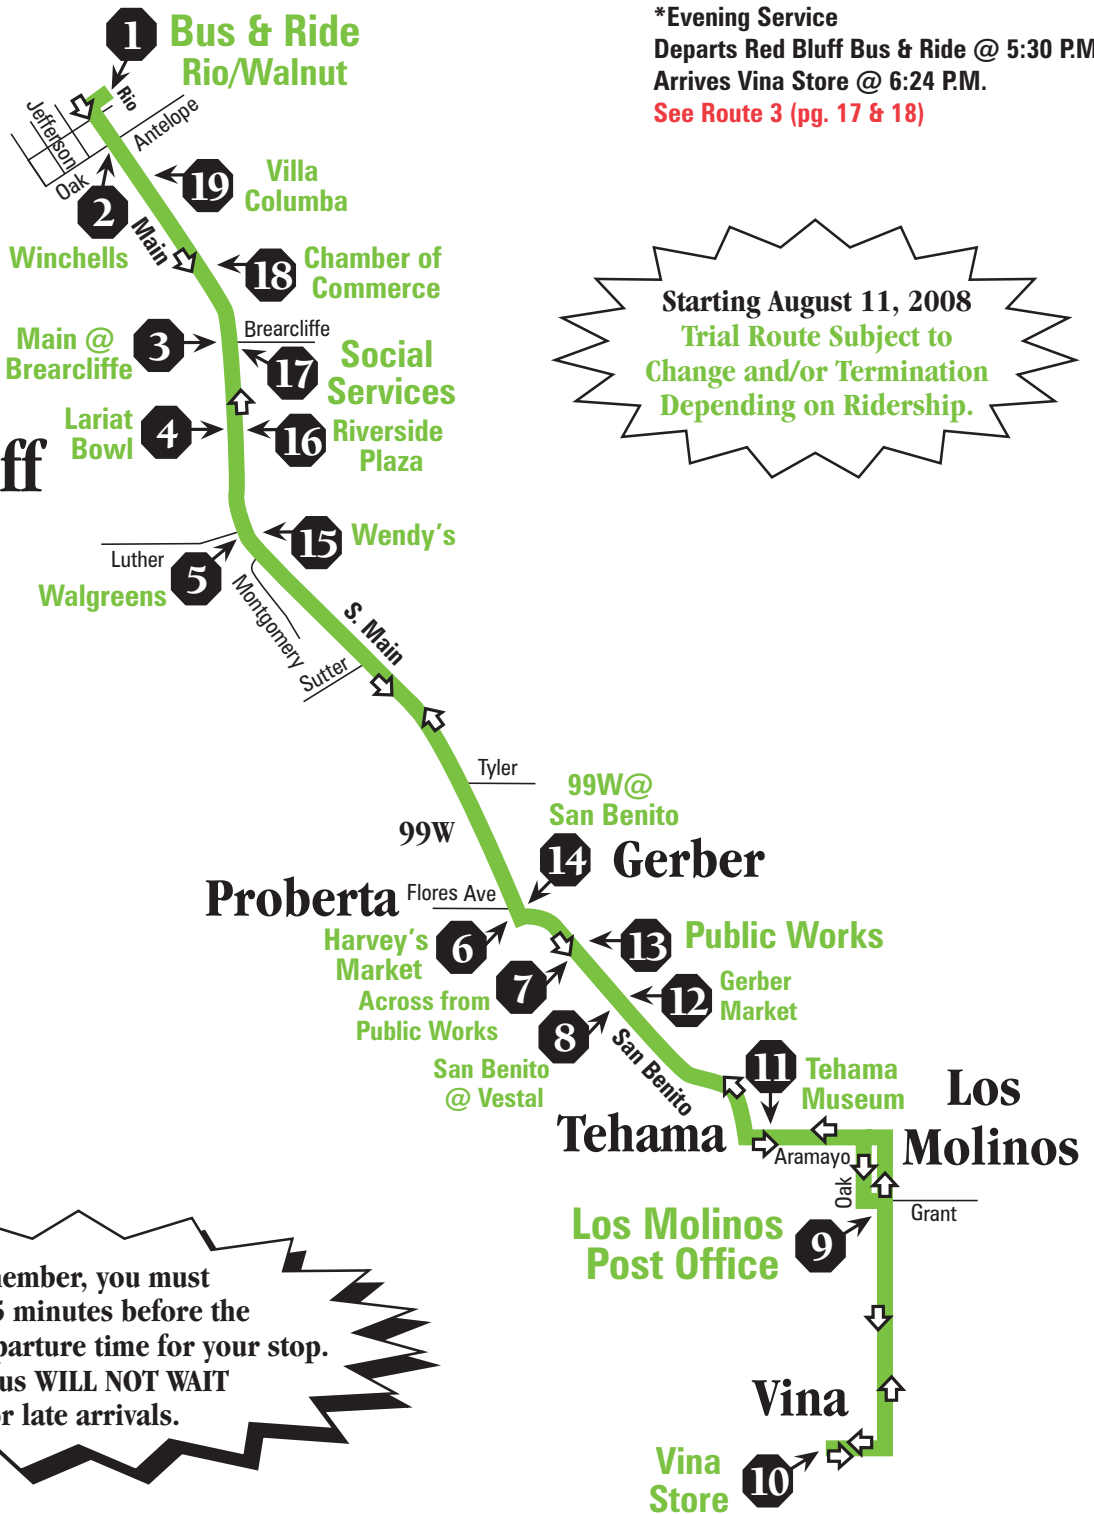 1
Bus & Ride
Rio/Walnut
*Evening Service
Departs Red Bluff Bus & Ride @ 5:30 P.M
Arrives Vina Store @ 6:24 P.M.
See Route 3 (pg. 17 & 18)
Rio
Jefferson
Antelope
Oak
2
Winchells
Main
19
Villa
Columba
18
Chamber of
Commerce
Starting August 11, 2008
Trial Route Subject to
Change and/or Termination
Depending on Ridership.
Main @
Brearcliffe
3
Brearcliffe
17
Social
Services
Lariat
Bowl
4
16
Riverside
Plaza
ff
15
Wendy's
Luther
5
Walgreens
Montgomery
Sutter
S. Main
Tyler
99W
99W@
San Benito
14
Gerber
Proberta
Flores Ave
Harvey's
Market
6
13
Public Works
7
Across from
Public Works
12
Gerber
Market
8
San Benito
@ Vestal
San Benito
11
Tehama
Museum
Los
Molinos
Tehama
Aramayo
Oak
Grant
Los Molinos
Post Office
9
ember, you must
5 minutes before the
parture time for your stop.
us WILL NOT WAIT
or late arrivals.
Vina
Vina
Store
10